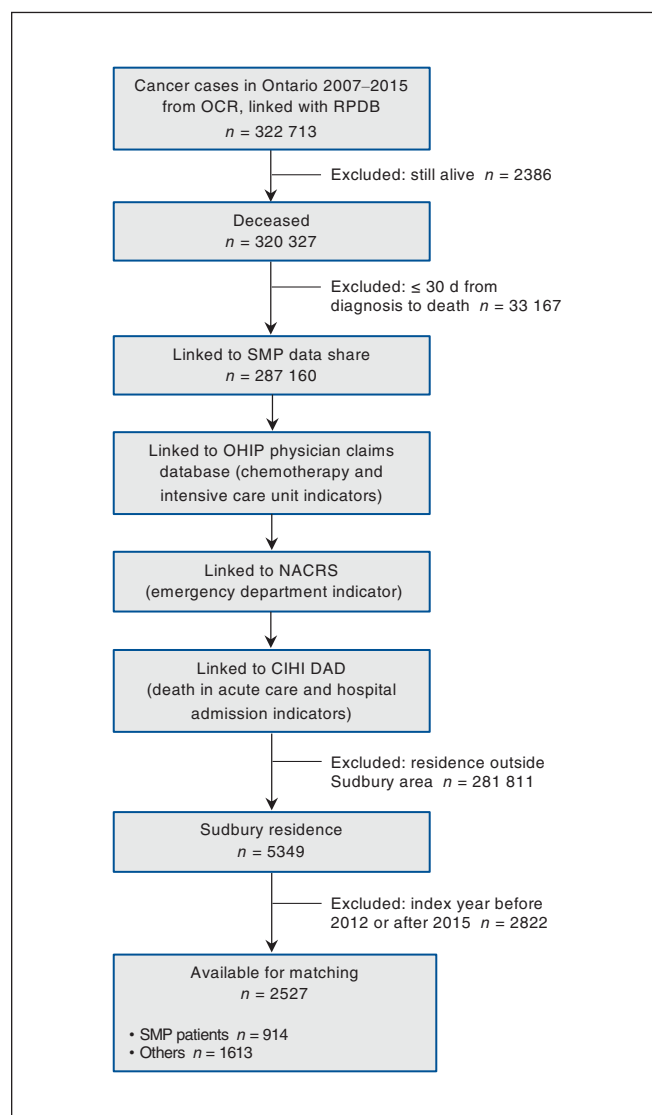 Cancer cases in Ontario 2007–2015
from OCR, linked with RPDB
n = 322 713
Excluded: still alive n = 2386
Deceased
n = 320 327
Excluded: ≤ 30 d from
diagnosis to death n = 33 167
Linked to SMP data share
n = 287 160
Linked to OHIP physician claims
database (chemotherapy and
intensive care unit indicators)
Linked to NACRS
(emergency department indicator)
Linked to CIHI DAD
(death in acute care and hospital
admission indicators)
Excluded: residence outside
Sudbury area n = 281 811
Sudbury residence
n = 5349
Excluded: index year before
2012 or after 2015 n = 2822
Available for matching
n = 2527
• SMP patients n = 914
• Others n = 1613